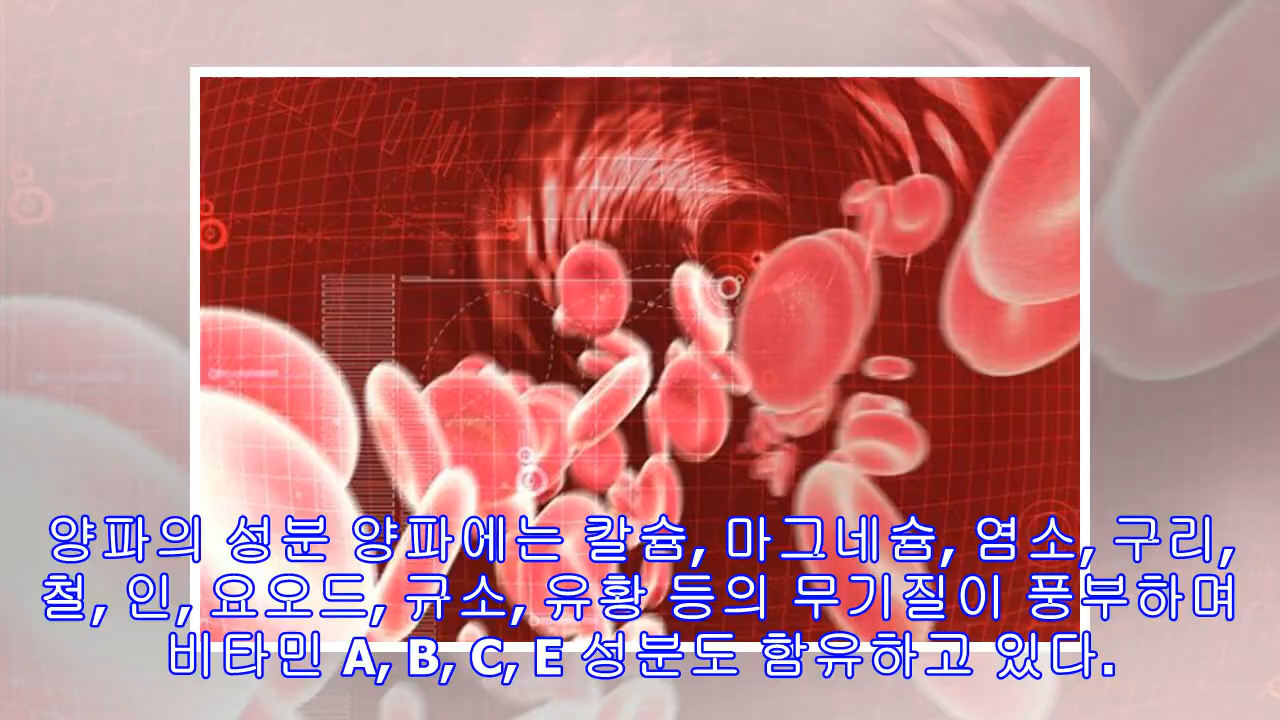 양파의 성분 양파에는 칼슘, 마그네슘, 염소, 구리,
철, 인, 요오드, 규소, 유황 등의 무기질이 풍부하며
비타민 A, B, C, E 성분도 함유하고 있다.